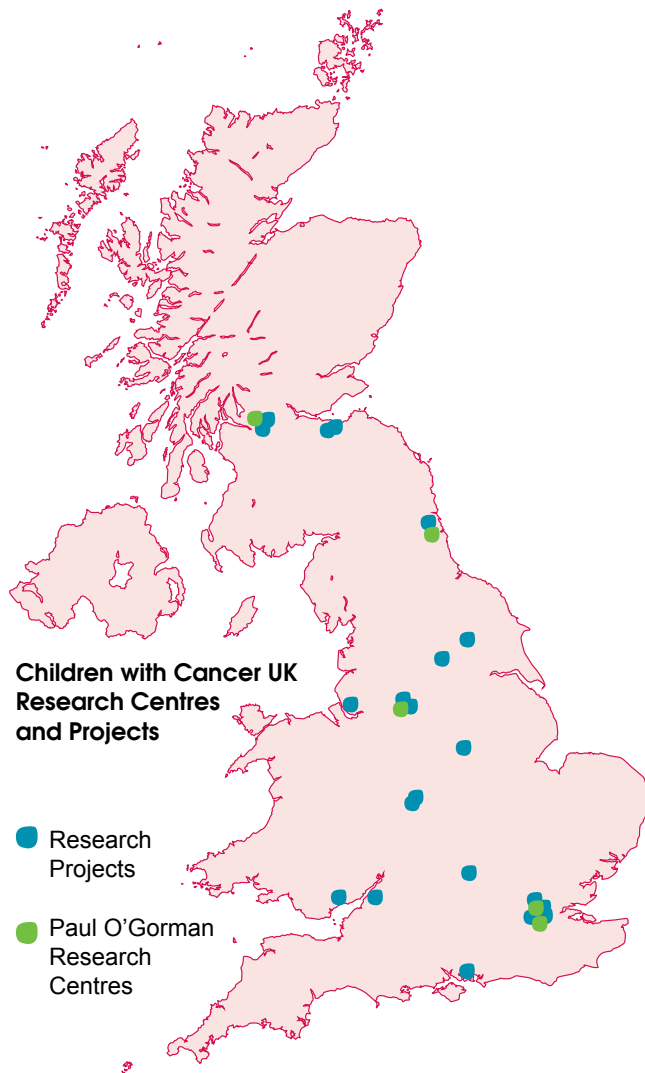 Children with Cancer UK
Research Centres
and Projects
Research
Projects
Paul O'Gorman
Research
Centres